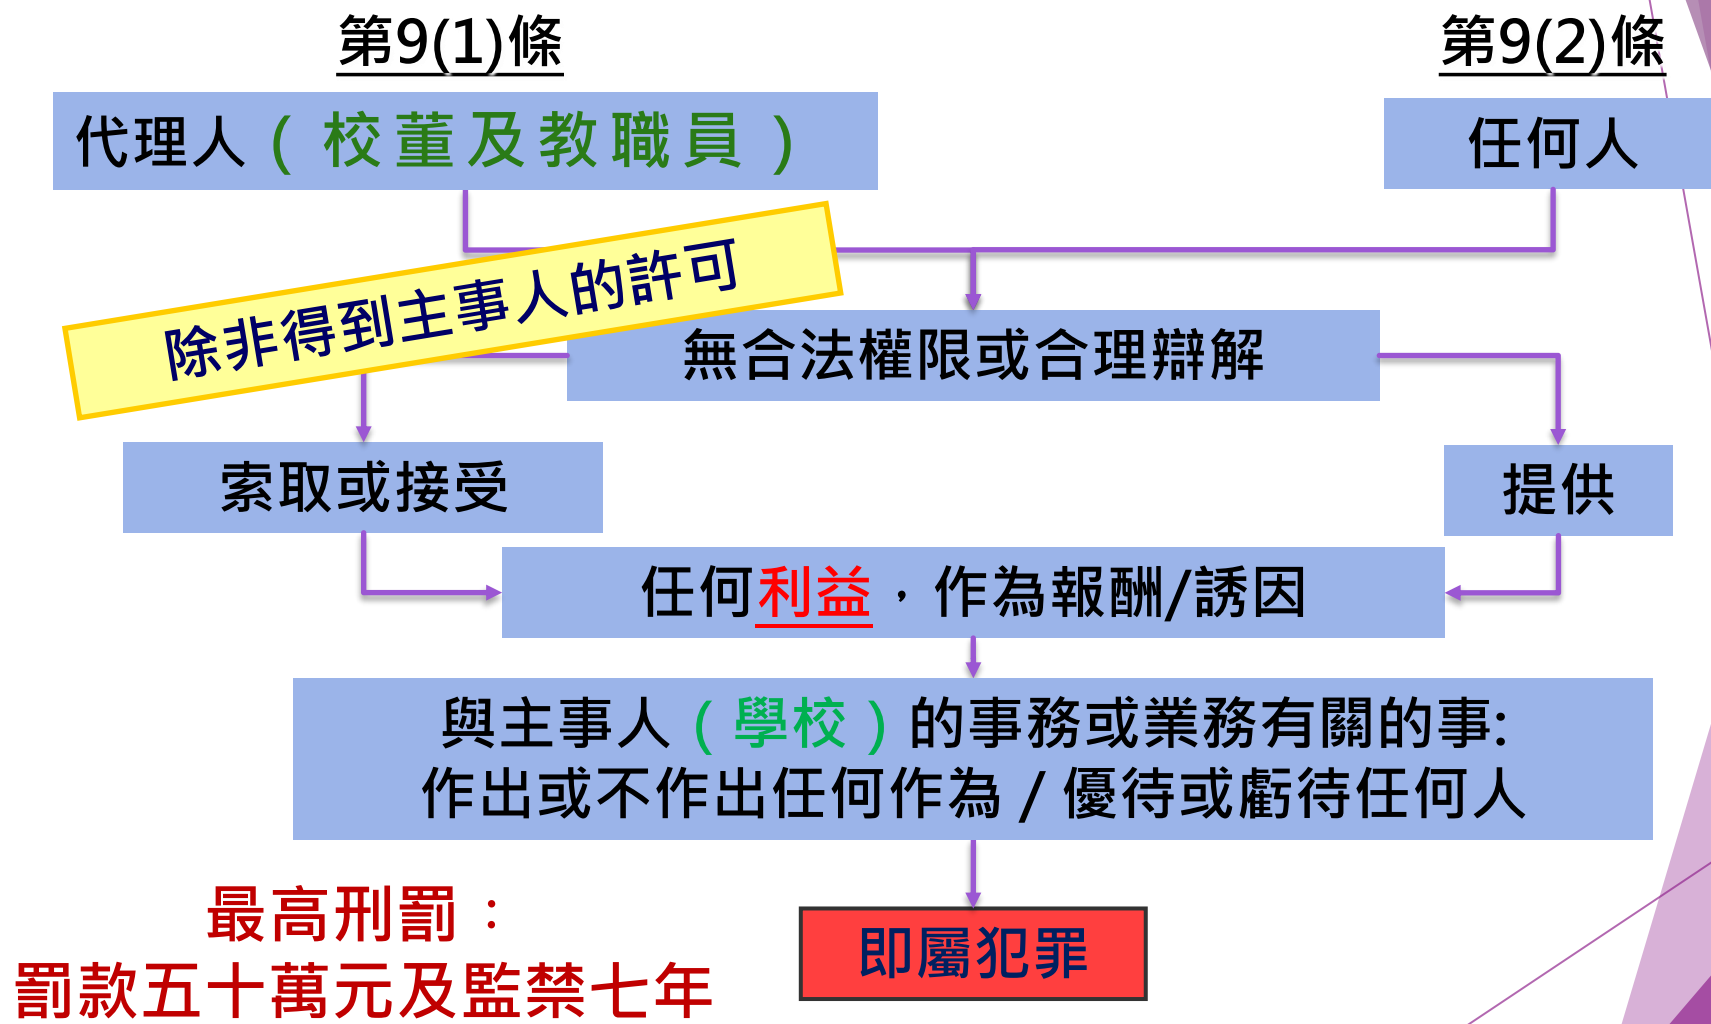 第9(1)條
第9(2)條
代理人(校董及教職員)
任何人
除非得到主事人的許可
無合法權限或合理辯解
索取或接受
提供
任何利益，作為報酬/誘因
與主事人(學校)的事務或業務有關的事:
作出或不作出任何作為/優待或虧待任何人
最高刑罰：
罰款五十萬元及監禁七年
即屬犯罪